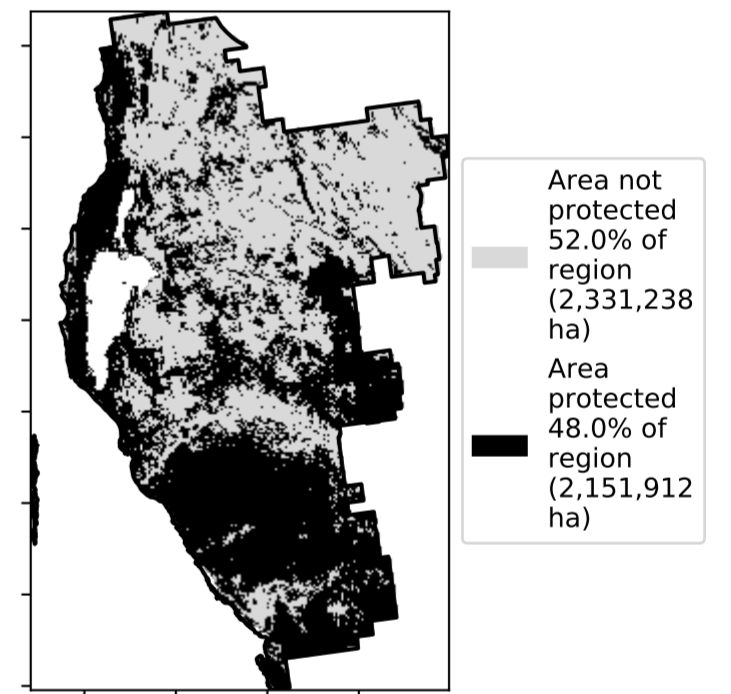 Area not
protected
52.0% of
region
(2,331,238
ha)
Area
protected
48.0% of
region
(2,151,912
ha)